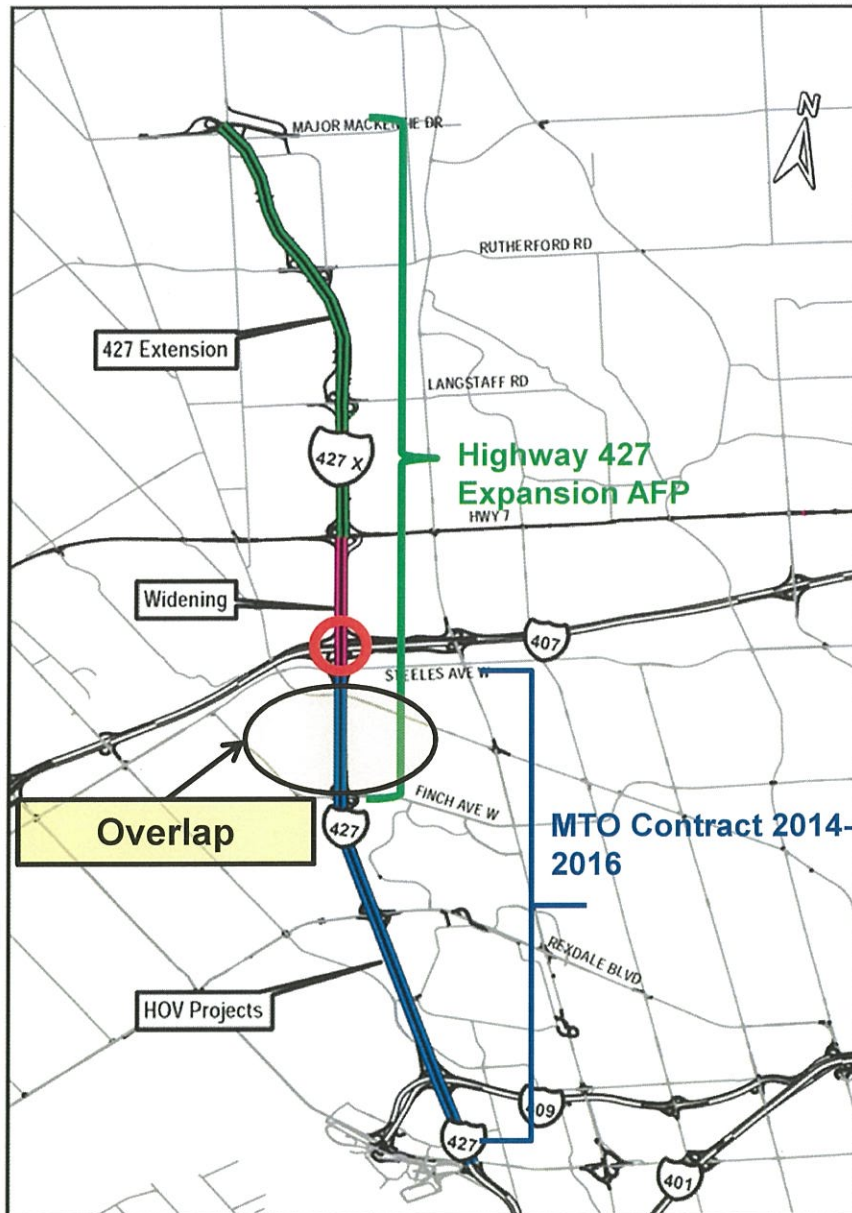 N
MAJOR MACKENZIE DR
RUTHERFORD RD
427 Extension
LANGSTAFF RD
427 X
Highway 427
Expansion AFP
HWY 7
Widening
407
STEELES AVE W
Overlap
FINCH AVE W
427
MTO Contract 2014-
2016
REXDALE BLVD
HOV Projects
409
427
401